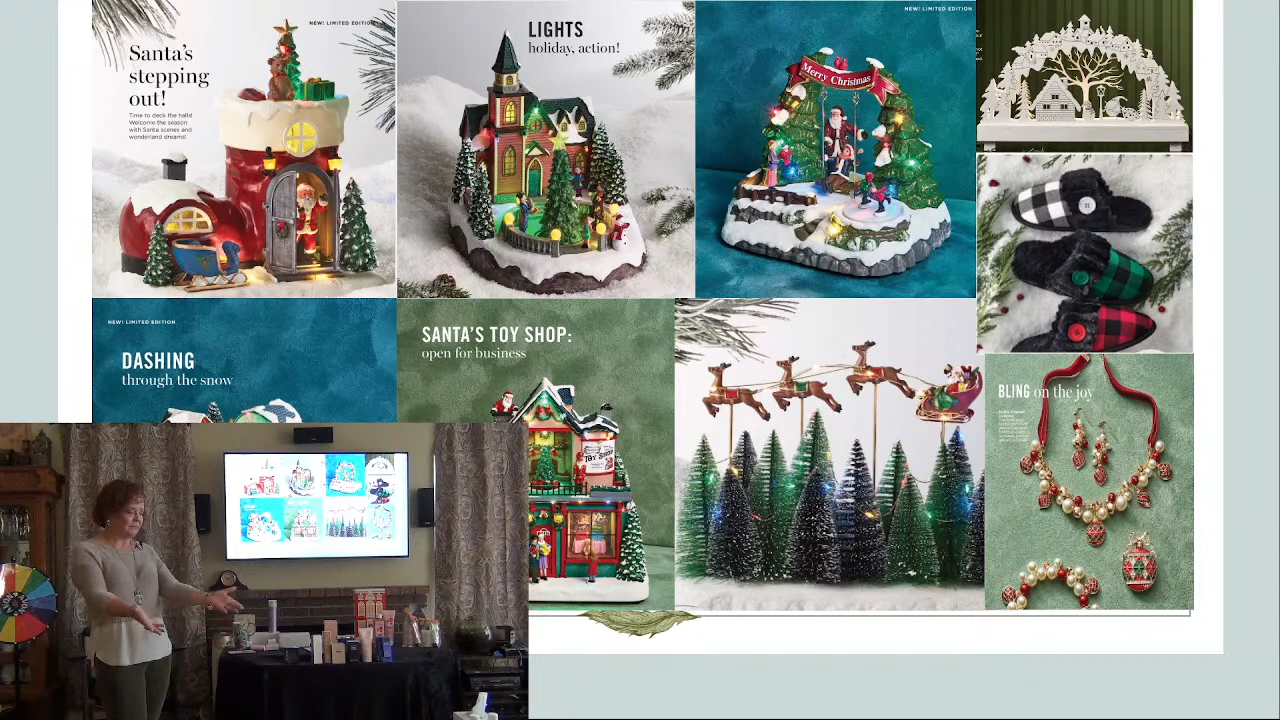 NEW! LIMITED EDITION
Santa's
stepping
out!
Time to deck the halls!
Welcome the season
with Santa scenes and
wonderland dreams!
LIGHTS
holiday, action!
NEW! LIMITED EDITION
Merry Christmas
NEW! LIMITED EDITION
DASHING
through the snow
SANTA'S TOY SHOP:
open for business
TOY SHOP
BLING on the joy